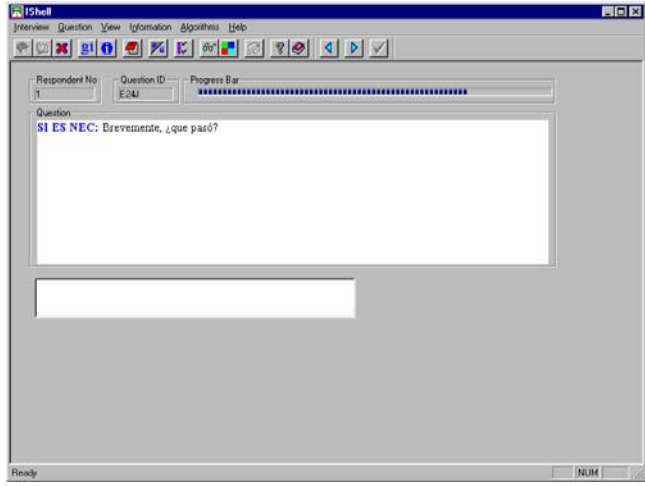 IShell
Interview Question View Information Algorithms Help
Respondent No
1
Question ID
E24J
Progress Bar
Question
SI ES NEC: Brevemente, ¿que pasó?
Ready
NUM